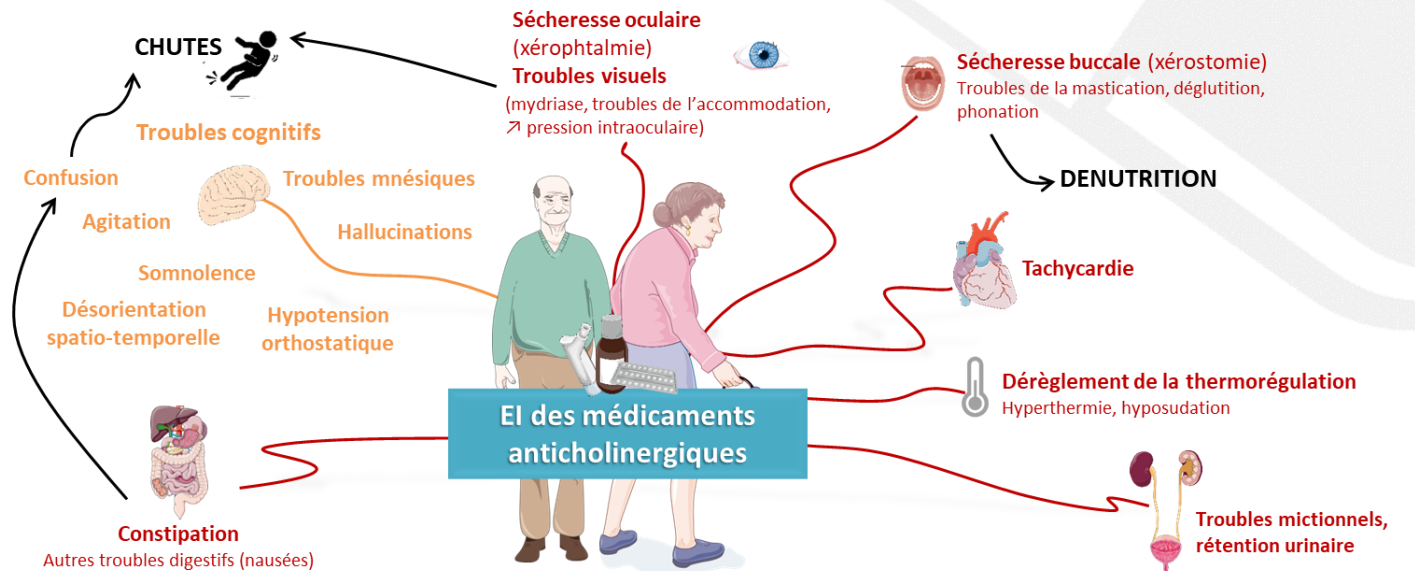 CHUTES
Sécheresse oculaire
(xérophtalmie)
Troubles visuels
(mydriase, troubles de l’accommodation,
↗ pression intraoculaire)
Sécheresse buccale (xérostomie)
Troubles de la mastication, déglutition,
phonation
DENUTRITION
Troubles cognitifs
Confusion
Troubles mnésiques
Agitation
Hallucinations
Somnolence
Désorientation
spatio-temporelle
Hypotension
orthostatique
Tachycardie
Dérèglement de la thermorégulation
Hyperthermie, hyposudation
EI des médicaments
anticholinergiques
Constipation
Autres troubles digestifs (nausées)
Troubles mictionnels,
rétention urinaire